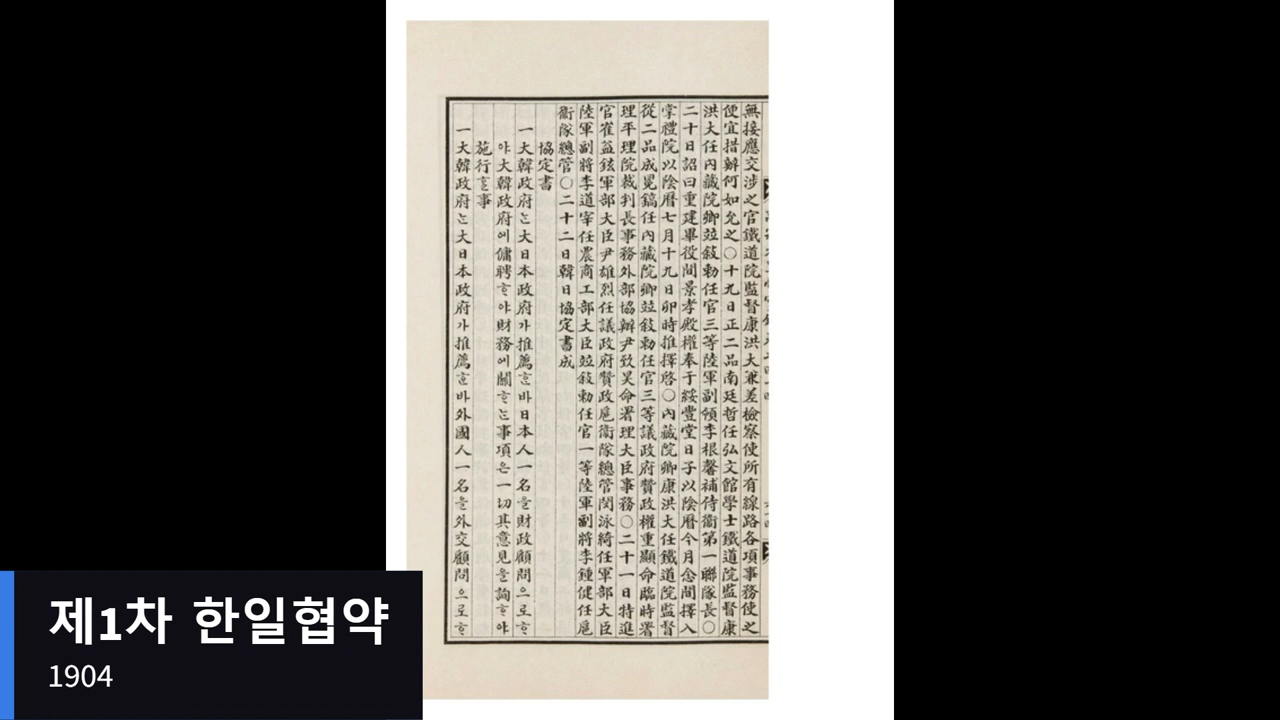 無接應交涉之官鐵道院監督康洪大兼差檢察使所有線路各項事務使之
便宜措辦何如允之○十九日正二品南廷哲任弘文館學士鐵道院監督康
洪大任內藏院卿竝敍勅任官三等陸軍副領李根馨補侍衞第一聯隊長○
二十日詔曰重建畢役間景孝殿權奉于綏豐堂日子以陰曆今月念間擇入
掌禮院以陰曆七月十九日卯時推擇啓○內藏院卿康洪大任鐵道院監督
從二品成冕鎬任內藏院卿竝敍勅任官三等議政府贊政權重顯命臨時署
理平理院裁判長事務外部協辦尹致昊命署理大臣事務○二十一日特進
官崔益鉉軍部大臣尹雄烈任議政府贊政扈衞隊總管閔泳綺任軍部大臣
陸軍副將李道宰任農商工部大臣竝敍勅任官一等陸軍副將李鍾健任扈
衞隊總管○二十二日韓日協定書成
協定書
一大韓政府ᄂᆞᆫ大日本政府가推薦ᄒᆞᆫ바日本人一名을財政顧問으로ᄒᆞ
야大韓政府에傭聘ᄒᆞ야財務에關ᄒᆞᄂᆞᆫ事項은一切其意見을詢ᄒᆞ야
施行ᄒᆞᆯ事
一大韓政府ᄂᆞᆫ大日本政府가推薦ᄒᆞᆫ바外國人一名을外交顧問으로ᄒᆞ
제1차 한일협약
1904